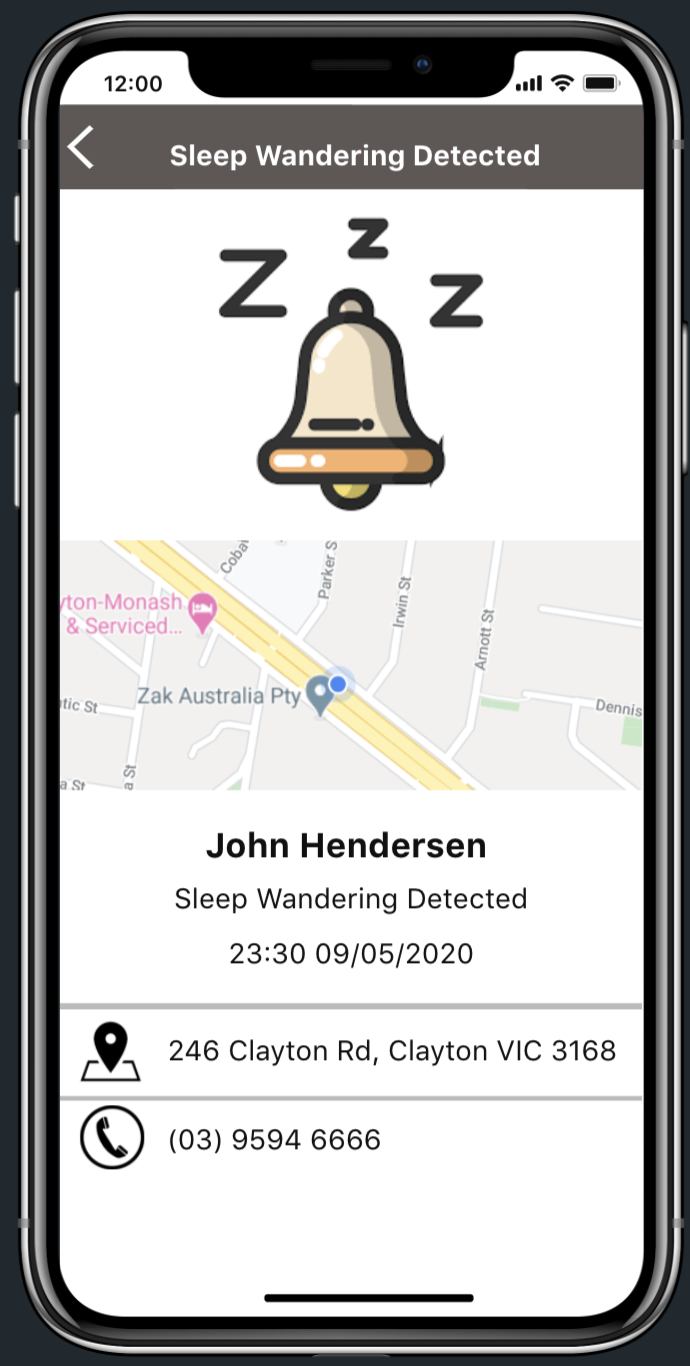 12:00
Sleep Wandering Detected
Z
z
z
Parker S
Irwin St
yton-Monash
& Serviced...
Arnott St
Zak Australia Pty
tic St
Dennis
a St
a St
John Hendersen
Sleep Wandering Detected
23:30 09/05/2020
246 Clayton Rd, Clayton VIC 3168
(03) 9594 6666